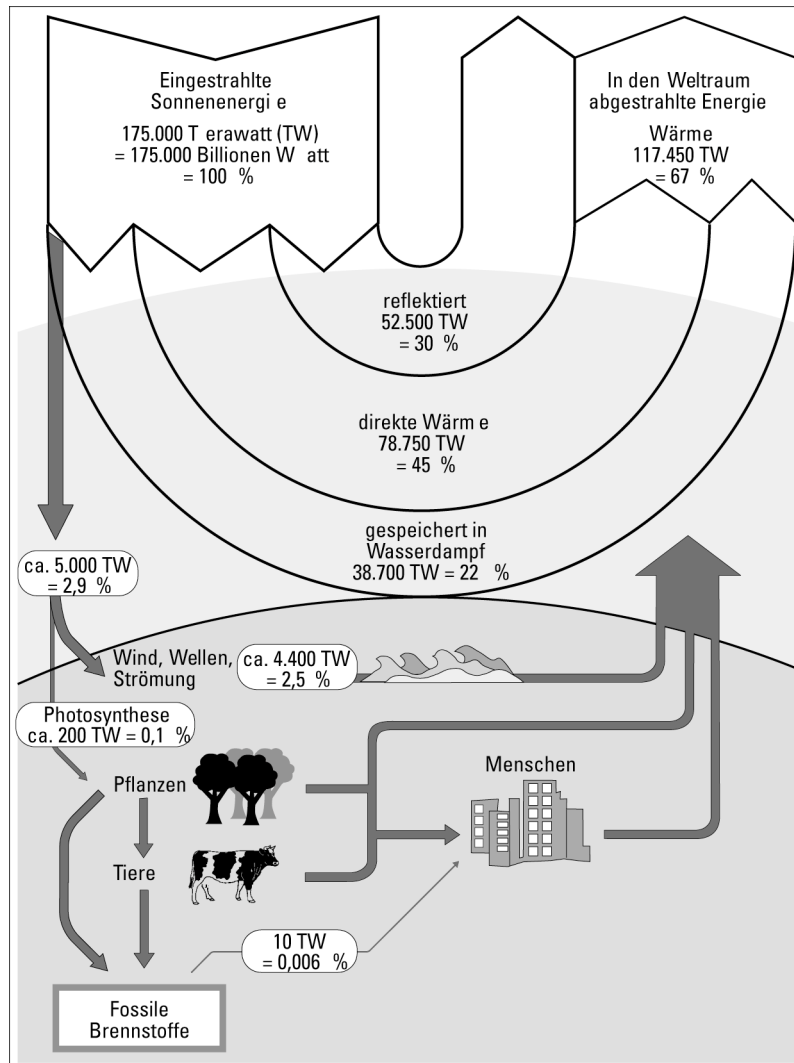 Eingestrahlte
Sonnenenergi e
175.000 T erawatt (TW)
= 175.000 Billionen W att
= 100 %
In den Weltraum
abgestrahlte Energie
Wärme
117.450 TW
= 67 %
reflektiert
52.500 TW
= 30 %
direkte Wärm e
78.750 TW
= 45 %
gespeichert in
Wasserdampf
38.700 TW = 22 %
ca. 5.000 TW
= 2,9 %
Wind, Wellen,
Strömung
ca. 4.400 TW
= 2,5 %
Photosynthese
ca. 200 TW = 0,1 %
Pflanzen
Menschen
Tiere
10 TW
= 0,006 %
Fossile
Brennstoffe